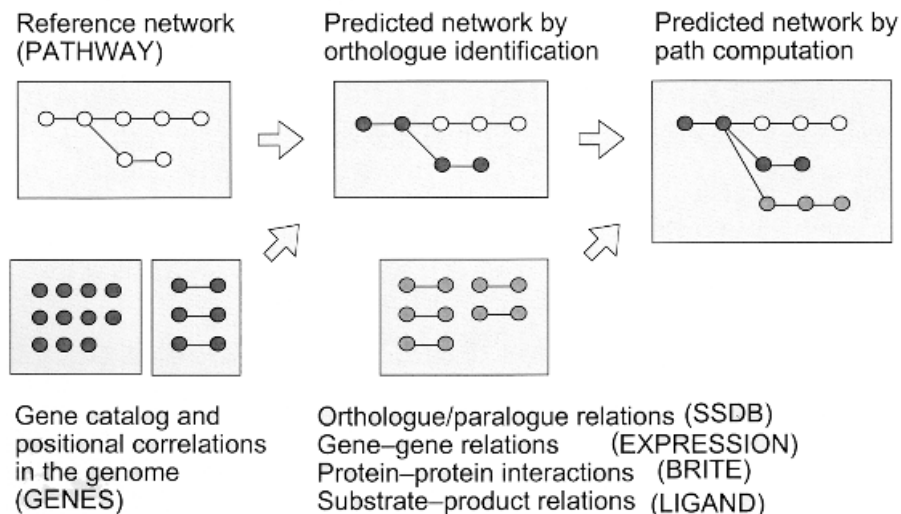 Reference network
(PATHWAY)
Predicted network by
orthologue identification
Predicted network by
path computation
Gene catalog and
positional correlations
in the genome
(GENES)
Orthologue/paralogue relations (SSDB)
Gene–gene relations (EXPRESSION)
Protein–protein interactions (BRITE)
Substrate–product relations (LIGAND)